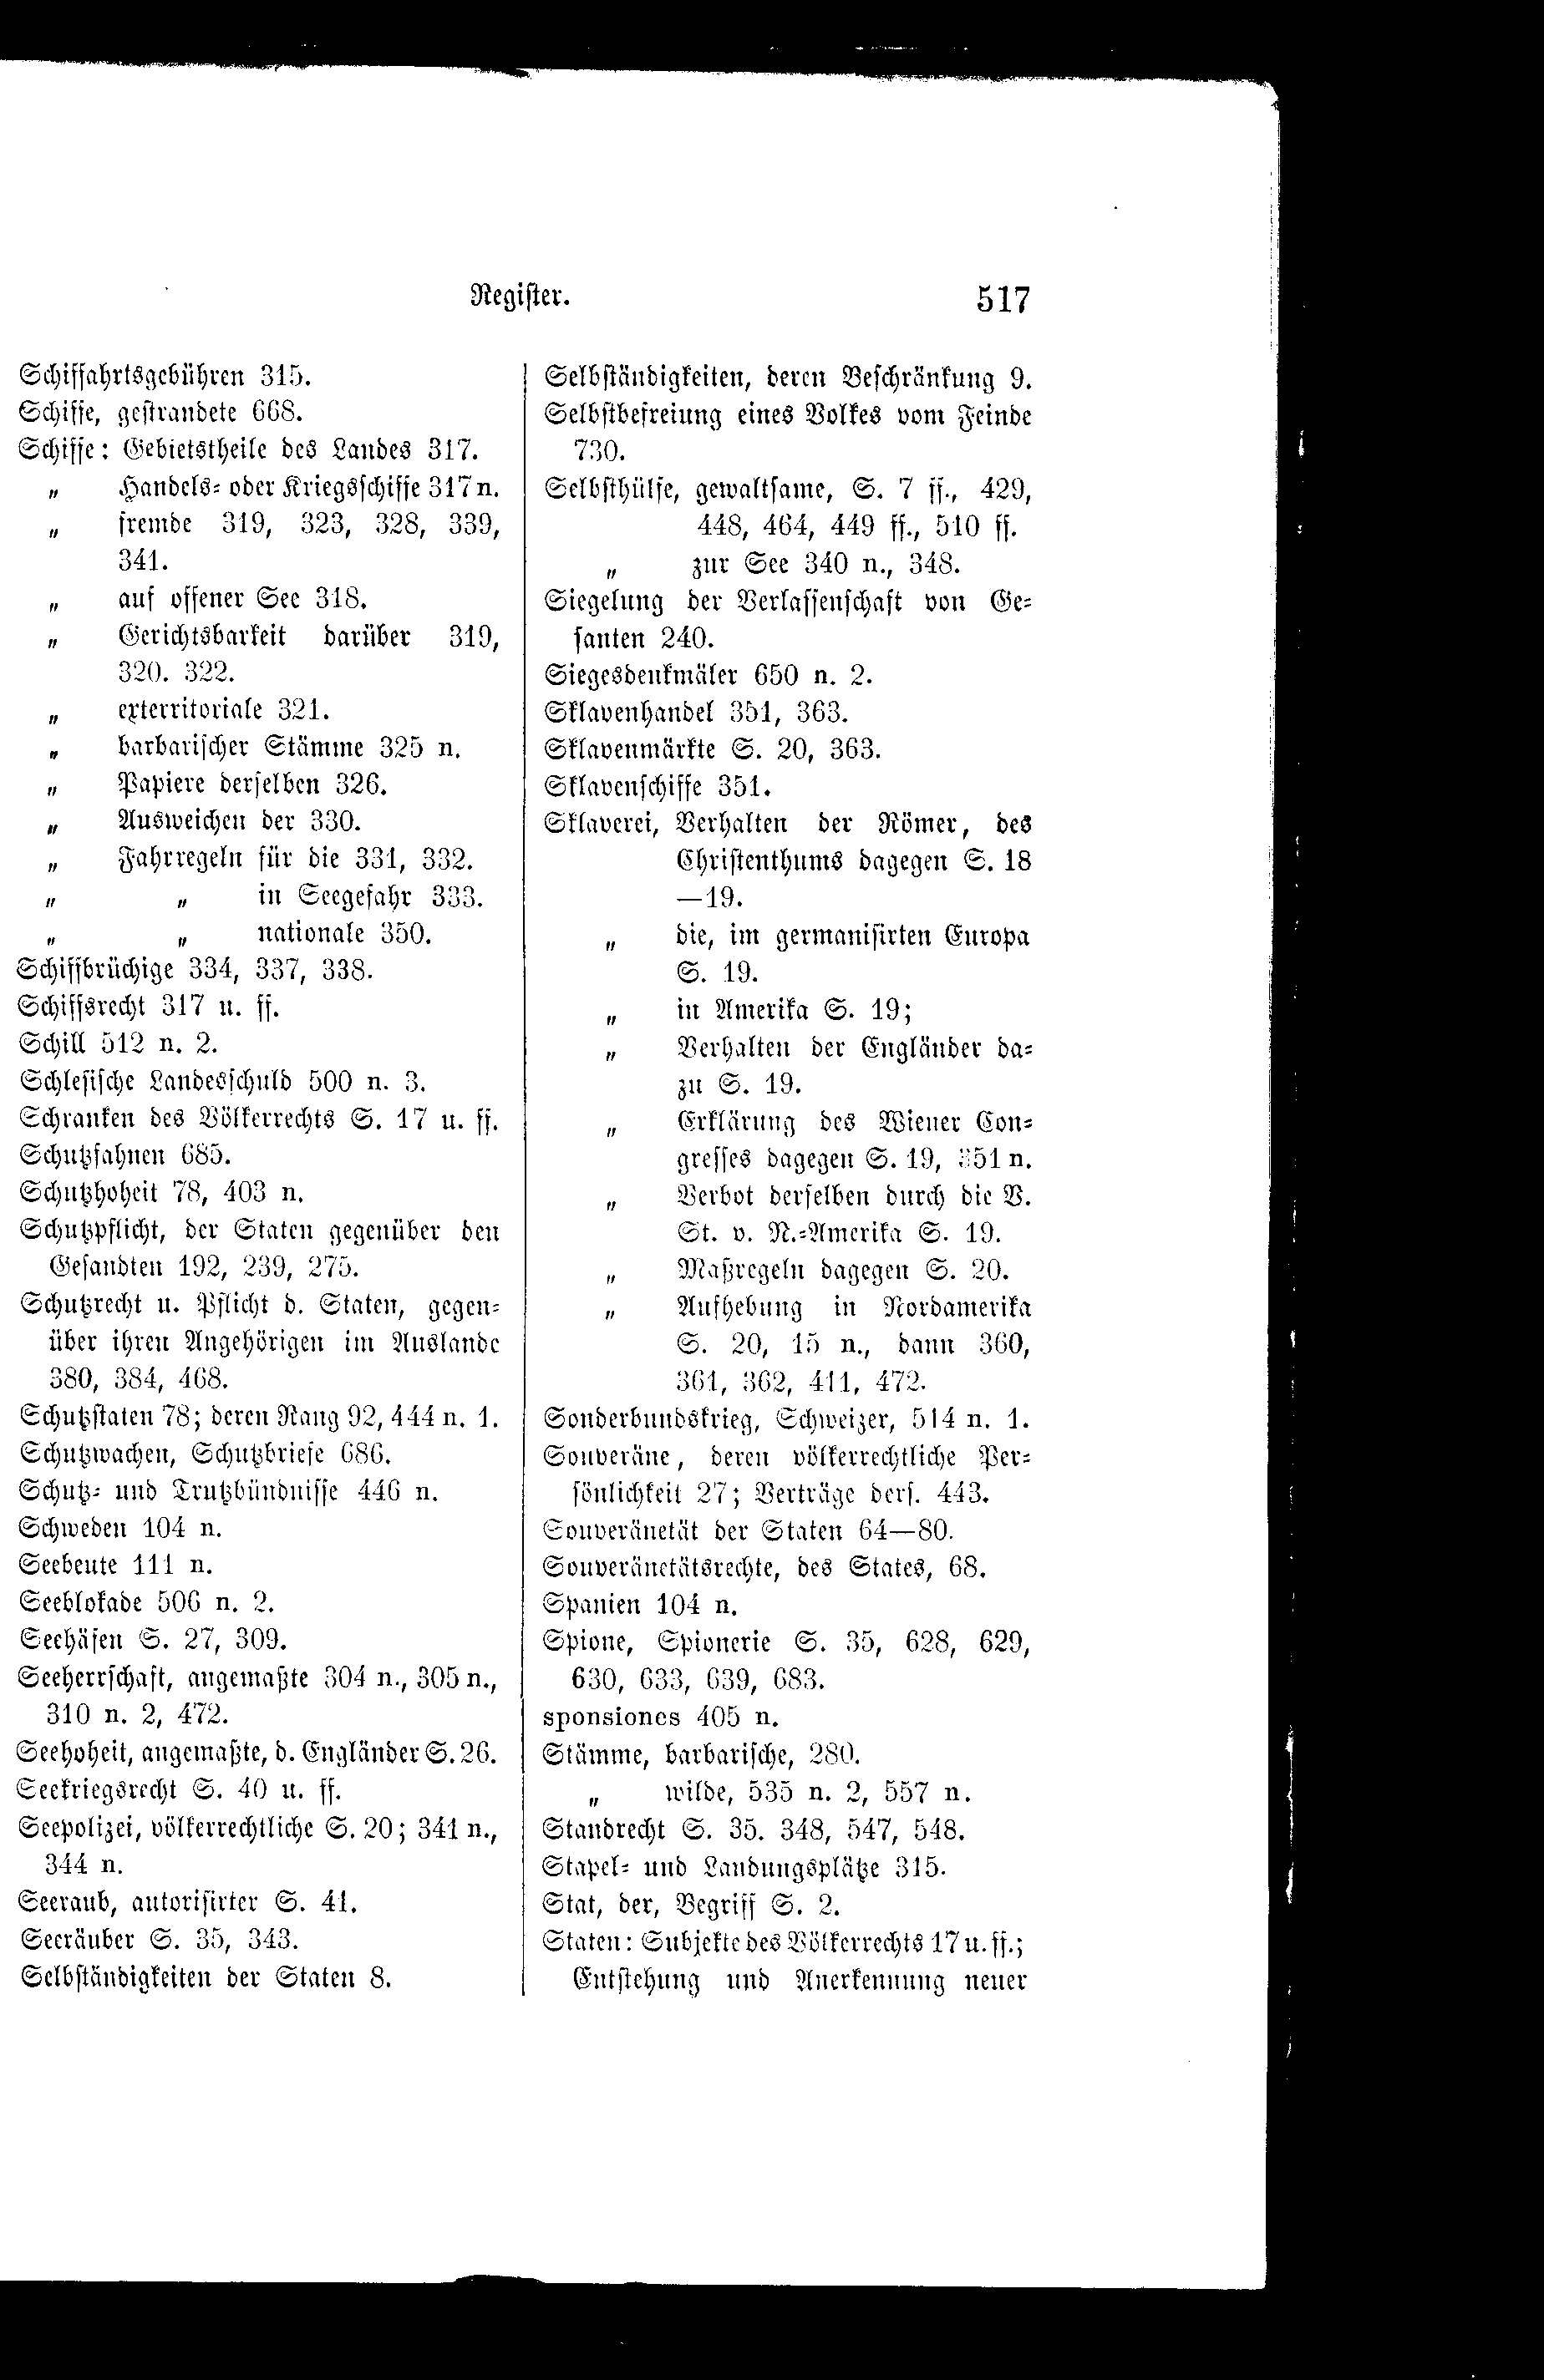 Register.
517
Schiffahrtsgebühren 315.
Schiffe, gestrandete 668.
Schiffe: Gebietstheile des Landes 317.
„ Handels- oder Kriegsschiffe 317 n.
„ fremde 319, 323, 328, 339,
341.
„ auf offener See 318.
„ Gerichtsbarkeit darüber 319,
320. 322.
„ exterritoriale 321.
„ barbarischer Stämme 325 n.
„ Papiere derselben 326.
„ Ausweichen der 330.
„ Fahrregeln für die 331, 332.
„ „ in Seegefahr 333.
„ „ nationale 350.
Schiffbrüchige 334, 337, 338.
Schiffsrecht 317 u. ff.
Schill 512 n. 2.
Schlesische Landesschuld 500 n. 3.
Schranken des Völkerrechts S. 17 u. ff.
Schutzfahnen 685.
Schutzhoheit 78, 403 n.
Schutzpflicht, der Staten gegenüber den
Gesandten 192, 239, 275.
Schutzrecht u. Pflicht d. Staten, gegen-
über ihren Angehörigen im Auslande
380, 384, 468.
Schutzstaten 78; deren Rang 92, 444 n. 1.
Schutzwachen, Schutzbriefe 686.
Schutz- und Trutzbündnisse 446 n.
Schweden 104 n.
Seebeute 111 n.
Seeblokade 506 n. 2.
Seehäfen S. 27, 309.
Seeherrschaft, angemaßte 304 n., 305 n.,
310 n. 2, 472.
Seehoheit, angemaßte, d. Engländer S. 26.
Seekriegsrecht S. 40 u. ff.
Seepolizei, völkerrechtliche S. 20; 341 n.,
344 n.
Seeraub, autorisirter S. 41.
Seeräuber S. 35, 343.
Selbständigkeiten der Staten 8.
Selbständigkeiten, deren Beschränkung 9.
Selbstbefreiung eines Volkes vom Feinde
730.
Selbsthülfe, gewaltsame, S. 7 ff., 429,
448, 464, 449 ff., 510 ff.
„ zur See 340 n., 348.
Siegelung der Verlassenschaft von Ge-
santen 240.
Siegesdenkmäler 650 n. 2.
Sklavenhandel 351, 363.
Sklavenmärkte S. 20, 363.
Sklavenschiffe 351.
Sklaverei, Verhalten der Römer, des
Christenthums dagegen S. 18
—19.
„ die, im germanisirten Europa
S. 19.
„ in Amerika S. 19;
„ Verhalten der Engländer da-
zu S. 19.
„ Erklärung des Wiener Con-
gresses dagegen S. 19, 351 n.
„ Verbot derselben durch die V.
St. v. N.-Amerika S. 19.
„ Maßregeln dagegen S. 20.
„ Aufhebung in Nordamerika
S. 20, 15 n., dann 360,
361, 362, 411, 472.
Sonderbundskrieg, Schweizer, 514 n. 1.
Souveräne, deren völkerrechtliche Per-
sönlichkeit 27; Verträge ders. 443.
Souveränetät der Staten 64—80.
Souveränetätsrechte, des States, 68.
Spanien 104 n.
Spione, Spionerie S. 35, 628, 629,
630, 633, 639, 683.
sponsiones 405 n.
Stämme, barbarische, 280.
„ wilde, 535 n. 2, 557 n.
Standrecht S. 35. 348, 547, 548.
Stapel- und Landungsplätze 315.
Stat, der, Begriff S. 2.
Staten: Subjekte des Völkerrechts 17 u. ff.;
Entstehung und Anerkennung neuer